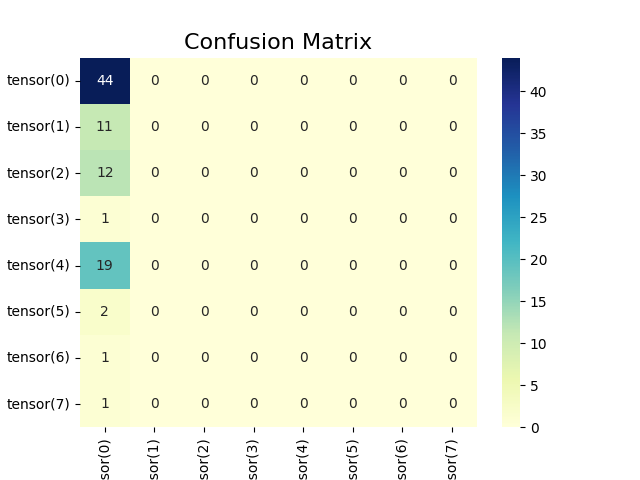 Confusion Matrix
tensor(0) 44 0 0 0 0 0 0 0
tensor(1) 11 0 0 0 0 0 0 0
tensor(2) 12 0 0 0 0 0 0 0
tensor(3) 1 0 0 0 0 0 0 0
tensor(4) 19 0 0 0 0 0 0 0
tensor(5) 2 0 0 0 0 0 0 0
tensor(6) 1 0 0 0 0 0 0 0
tensor(7) 1 0 0 0 0 0 0 0
sor(0) sor(1) sor(2) sor(3) sor(4) sor(5) sor(6) sor(7)
40
35
30
25
20
15
10
5
0